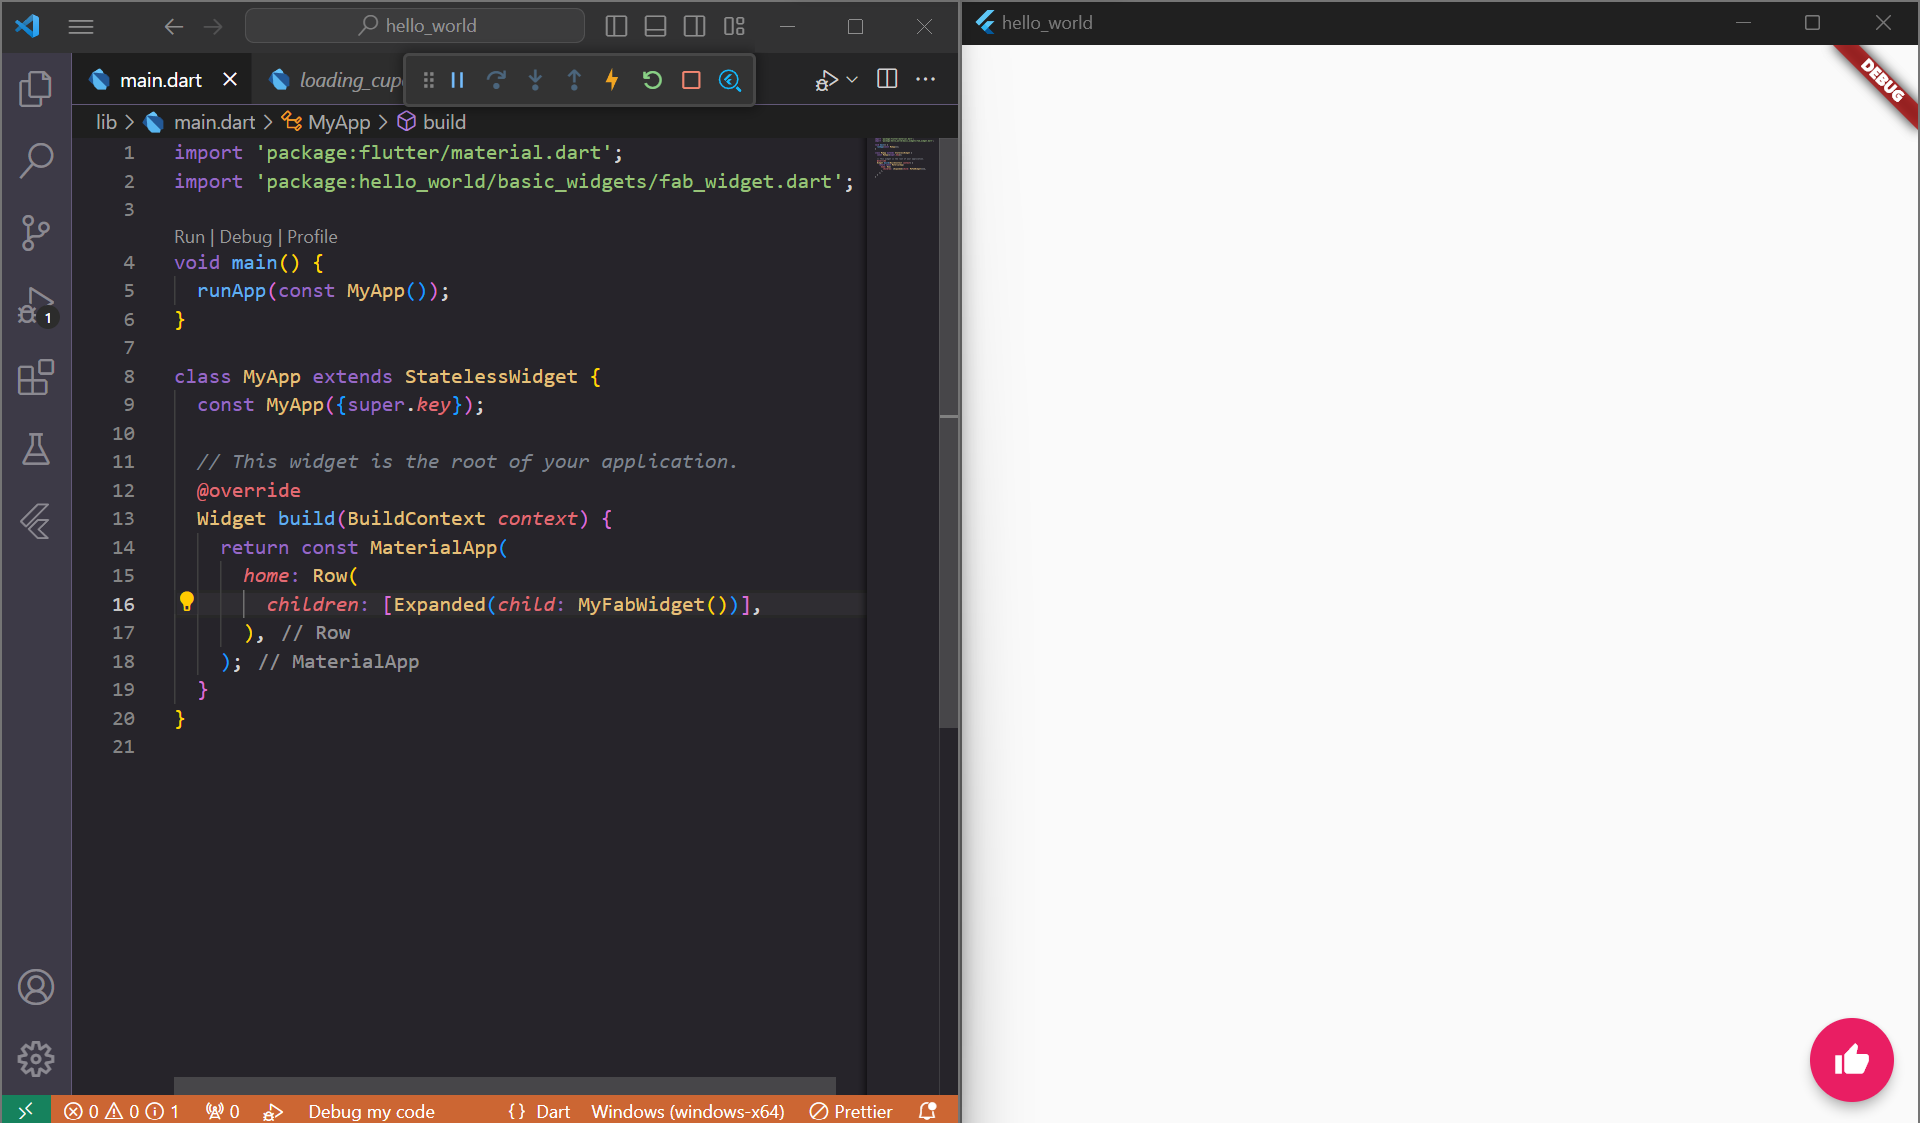 hello_world
main.dart
loading_cup
lib > main.dart > MyApp > build
1 import 'package:flutter/material.dart';
2 import 'package:hello_world/basic_widgets/fab_widget.dart';
3
Run | Debug | Profile
4 void main() {
5 runApp(const MyApp());
6 }
7
8 class MyApp extends StatelessWidget {
9 const MyApp({super.key});
10
11 // This widget is the root of your application.
12 @override
13 Widget build(BuildContext context) {
14 return const MaterialApp(
15 home: Row(
16 children: [Expanded(child: MyFabWidget())],
17 ), // Row
18 ); // MaterialApp
19 }
20 }
21
1
0 0 1 0 Debug my code {} Dart Windows (windows-x64) Prettier
hello_world
DEBUG